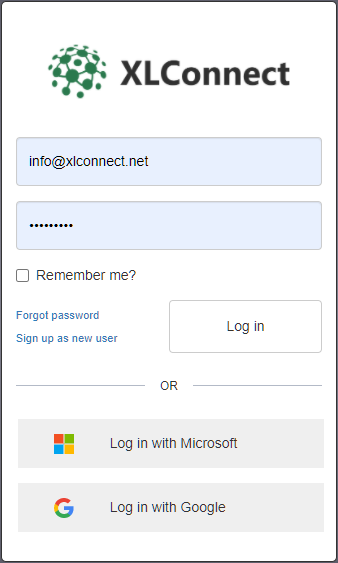 XLConnect
info@xlconnect.net
•••••••••
Remember me?
Forgot password
Log in
Sign up as new user
OR
Log in with Microsoft
Log in with Google